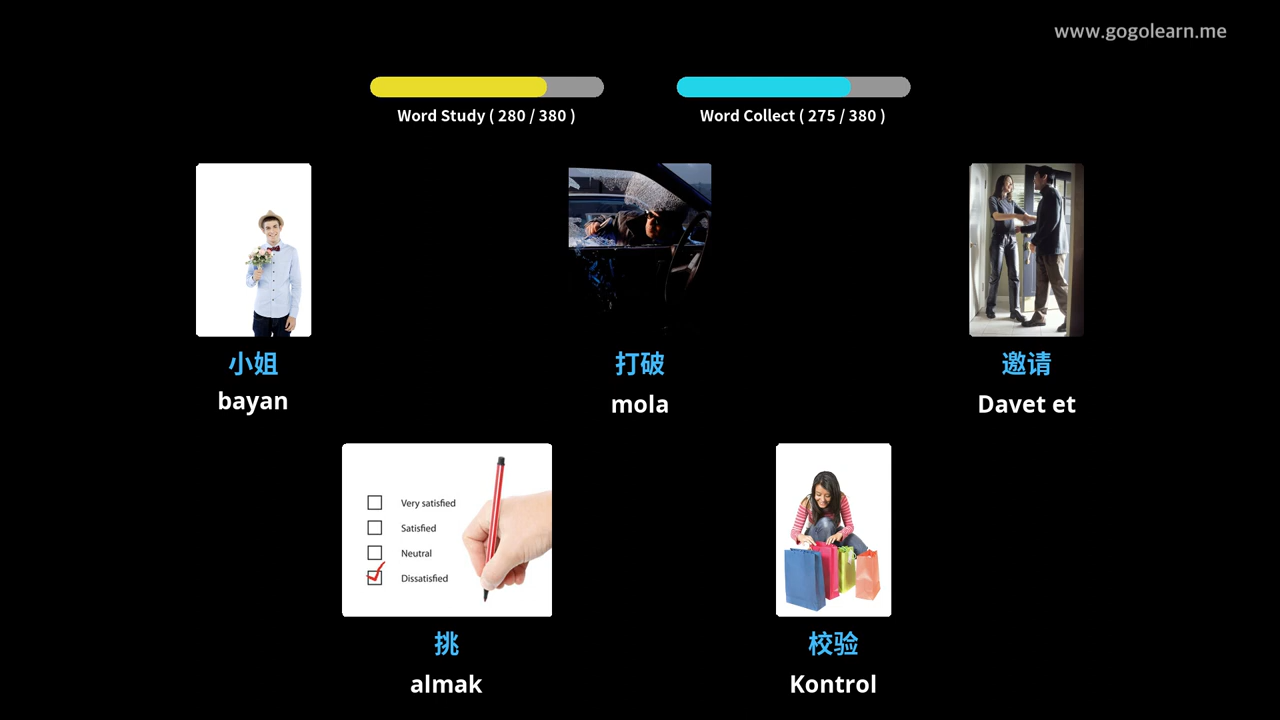 www.gogolearn.me
Word Study ( 280 / 380 )
Word Collect ( 275 / 380 )
小姐
bayan
打破
mola
邀请
Davet et
Very satisfied
Satisfied
Neutral
Dissatisfied
挑
almak
校验
Kontrol